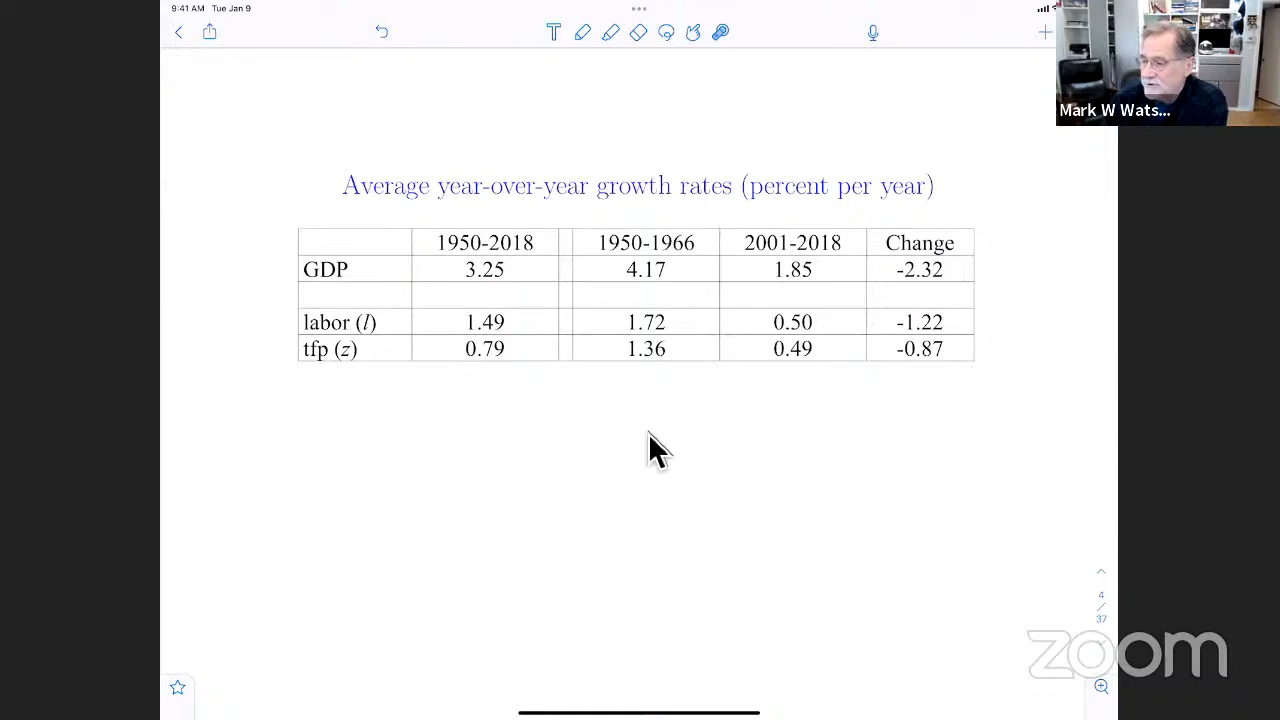 9:41 AM Tue Jan 9
Mark W Wats...
Average year-over-year growth rates (percent per year)
1950-2018 1950-1966 2001-2018 Change
GDP 3.25 4.17 1.85 -2.32
labor (l) 1.49 1.72 0.50 -1.22
tfp (z) 0.79 1.36 0.49 -0.87
4
/
37
zoom